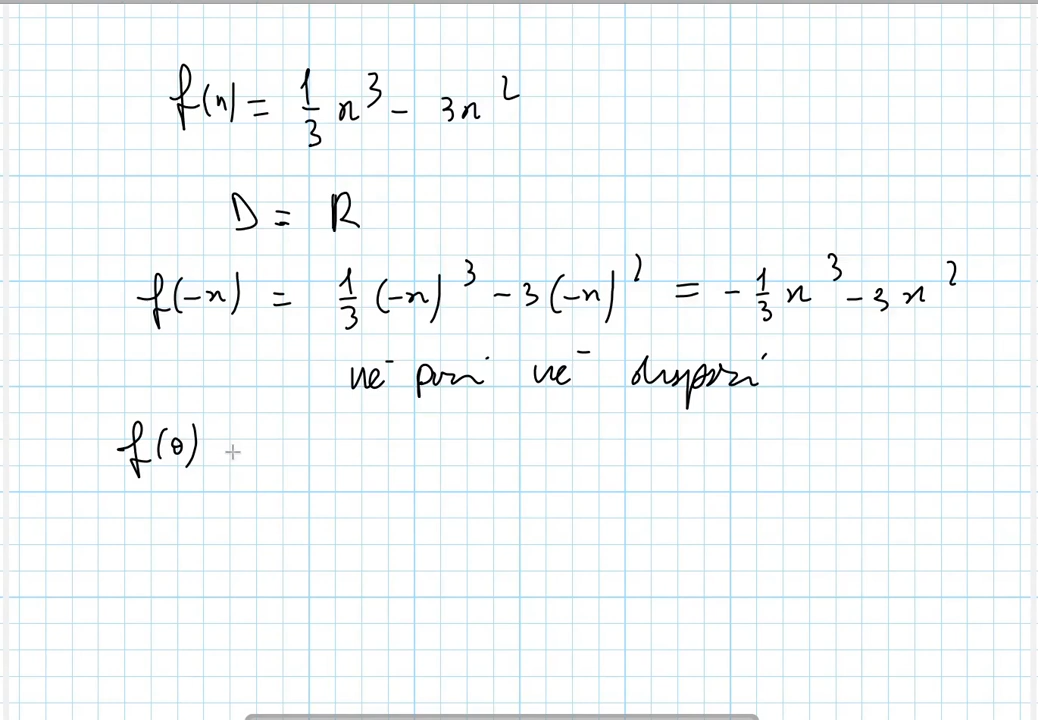 f(x) = 1/3 x³ - 3x²
D = R
f(-x) = 1/3 (-x)³ - 3(-x)² = -1/3 x³ - 3x²
né pari né dispari
f(0)